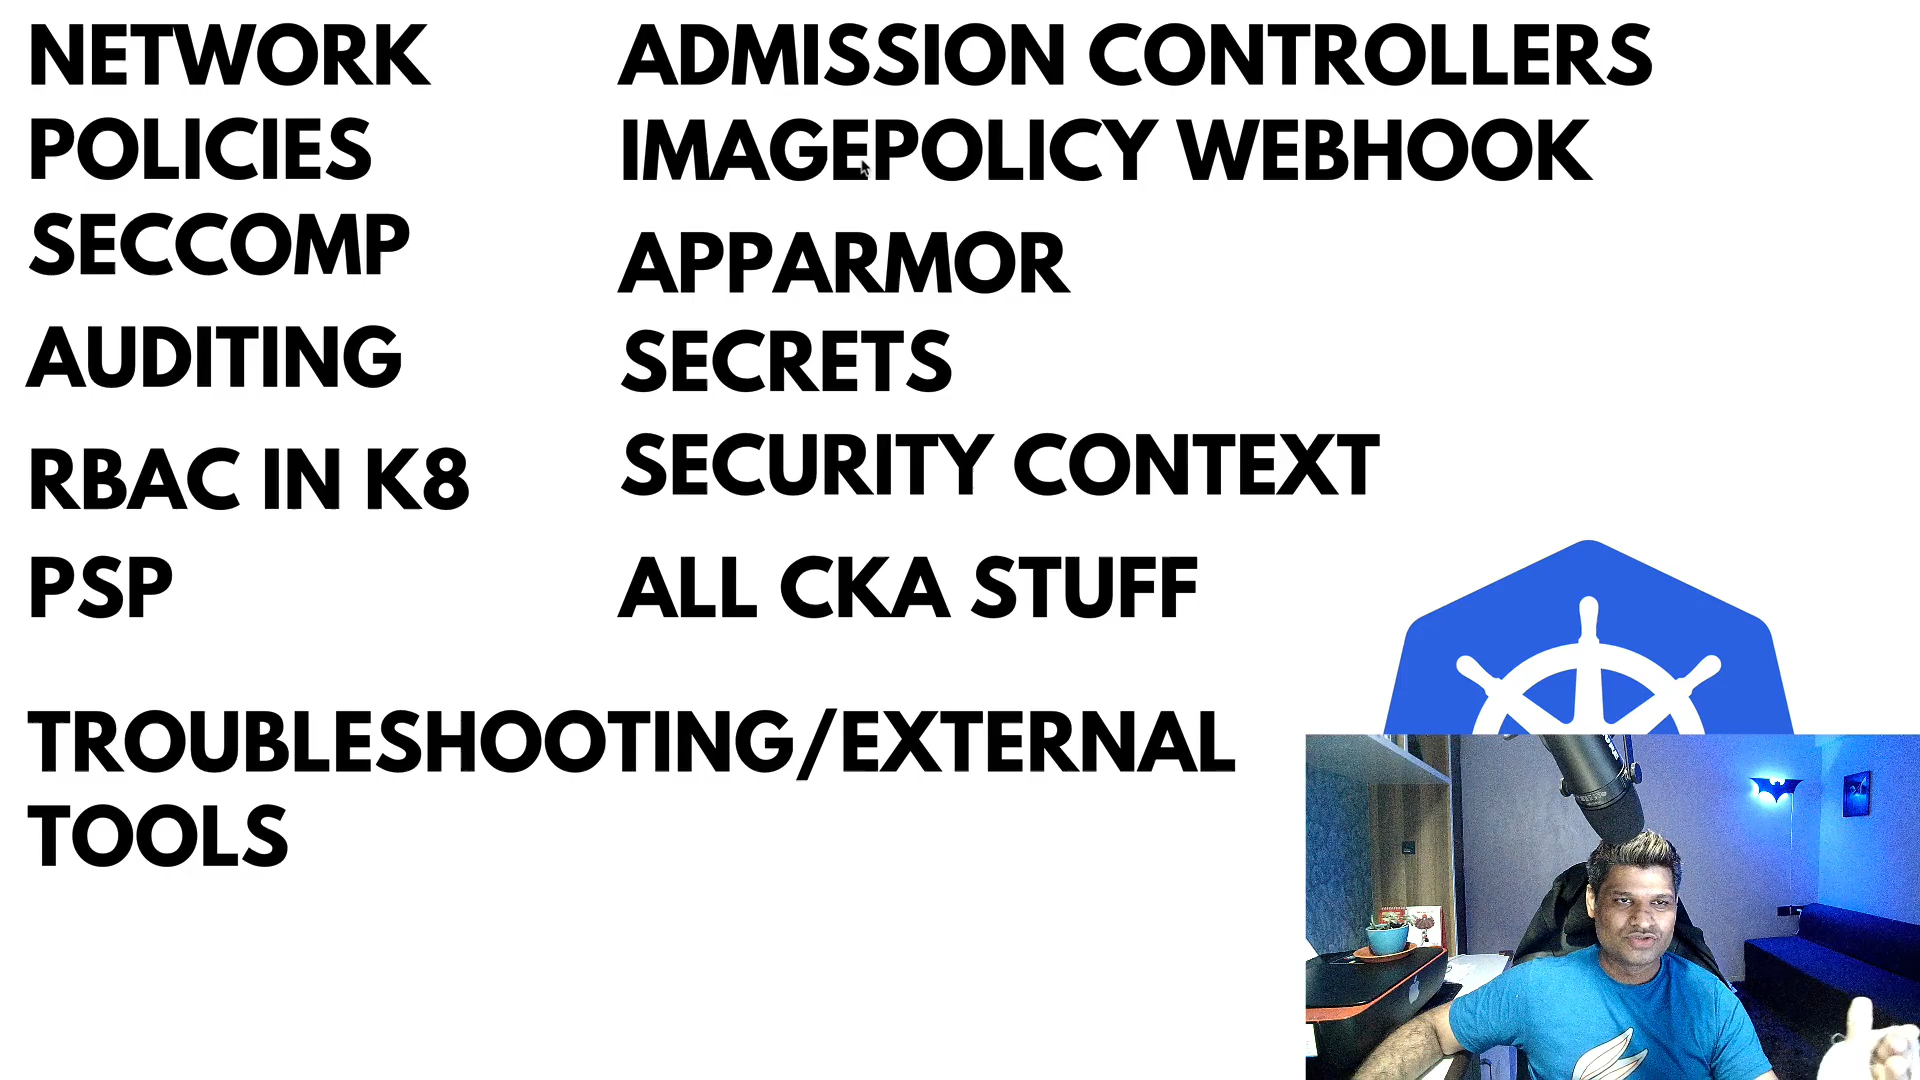 NETWORK
POLICIES
SECCOMP
AUDITING
RBAC IN K8
PSP
ADMISSION CONTROLLERS
IMAGEPOLICY WEBHOOK
APPARMOR
SECRETS
SECURITY CONTEXT
ALL CKA STUFF
TROUBLESHOOTING/EXTERNAL
TOOLS